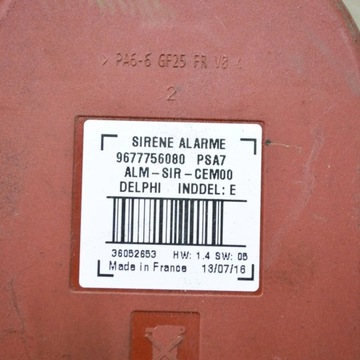 > PA6-6 GF25 FR V0 <
2
SIRENE ALARME
9677756080 PSA7
ALM-SIR-CEM00
DELPHI INDDEL: E
36052653 HW: 1.4 SW: 05
Made in France 13/07/16